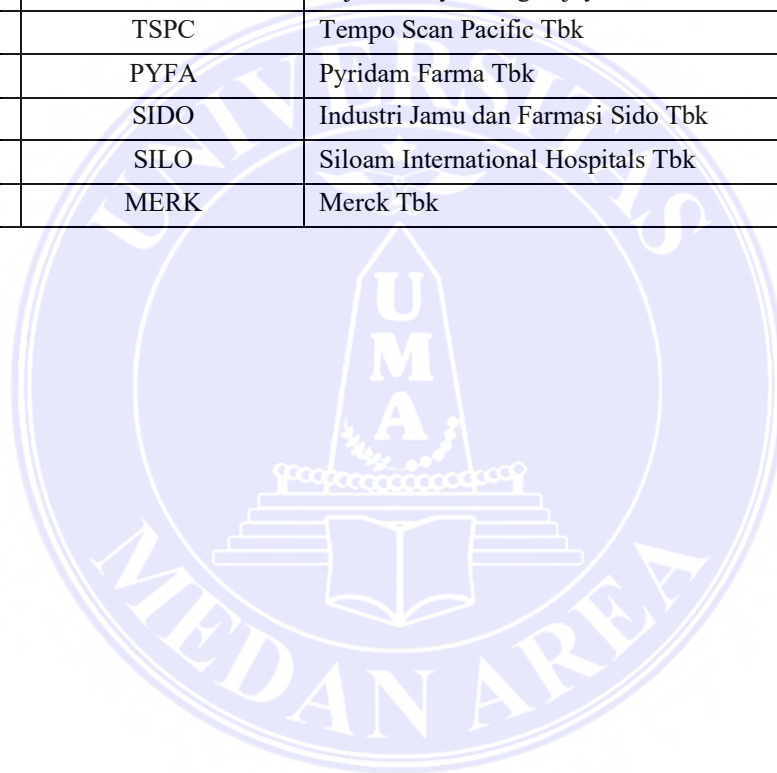 TSPC Tempo Scan Pacific Tbk
PYFA Pyridam Farma Tbk
SIDO Industri Jamu dan Farmasi Sido Tbk
SILO Siloam International Hospitals Tbk
MERK Merck Tbk
UNIVERSITAS
U
M
A
MEDAN AREA